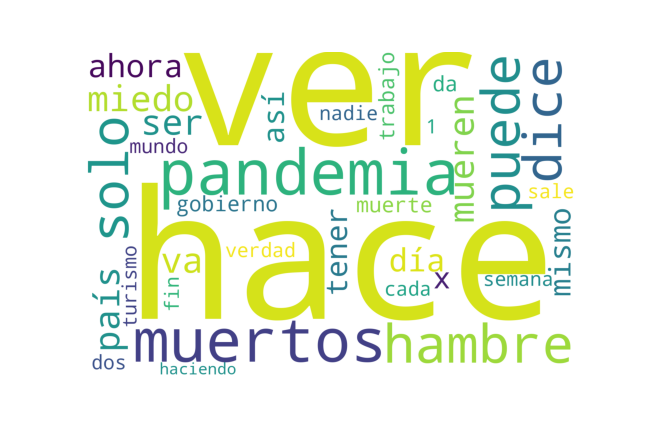 ver
ahora
miedo
ser
mundo
así
nadie
trabajo
da
1
mueren
puede
dice
sale
solo
pandemia
gobierno
muerte
hace
va
verdad
tener
día
x
cada
semana
mismo
país
turismo
fin
muertos
hambre
dos
haciendo